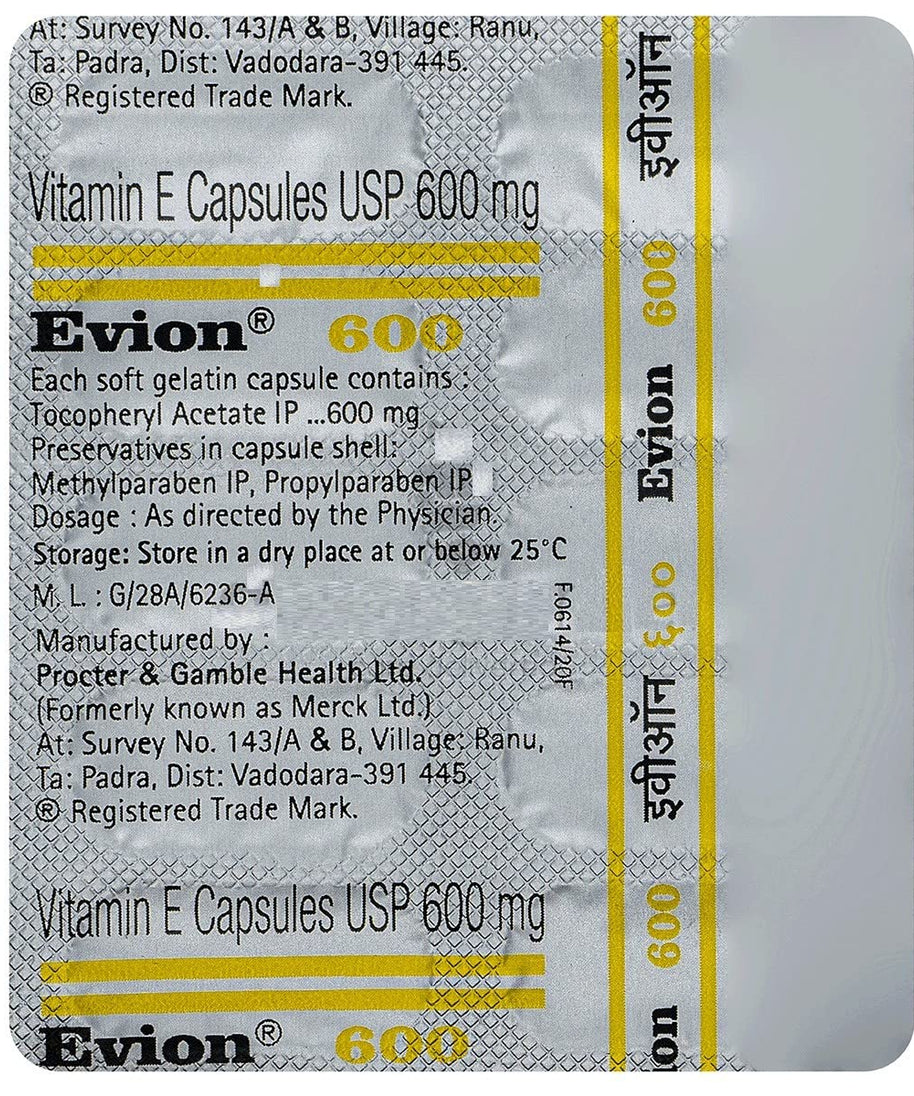 At: Survey No. 143/A & B, Village: Ranu,
Ta: Padra, Dist: Vadodara-391 445.
® Registered Trade Mark.
Vitamin E Capsules USP 600 mg
Evion® 600
Each soft gelatin capsule contains :
Tocopheryl Acetate IP ...600 mg
Preservatives in capsule shell:
Methylparaben IP, Propylparaben IP
Dosage : As directed by the Physician.
Storage: Store in a dry place at or below 25°C
M. L. : G/28A/6236-A
Manufactured by :
Procter & Gamble Health Ltd.
(Formerly known as Merck Ltd.)
At: Survey No. 143/A & B, Village: Ranu,
Ta: Padra, Dist: Vadodara-391 445.
® Registered Trade Mark.
Vitamin E Capsules USP 600 mg
Evion® 600
F.0614/20F
ion 600 इवीऑन ६०० Evion 600 इवीऑन